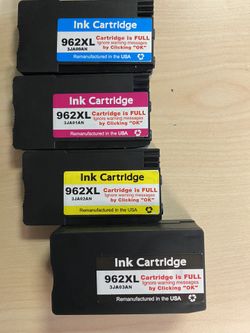 Ink Cartridge
962XL
3JA00AN
Cartridge is FULL
Ignore warning messages
by Clicking "OK"
Remanufactured in the USA
Ink Cartridge
962XL
3JA01AN
Cartridge is FULL
Ignore warning messages
by Clicking "OK"
Remanufactured in the USA
Ink Cartridge
962XL
3JA02AN
Cartridge is FULL
Ignore warning messages
by Clicking "OK"
Remanufactured in the USA
Ink Cartridge
962XL
3JA03AN
Cartridge is FULL
Ignore warning messages
by Clicking "OK"
Remanufactured in the USA